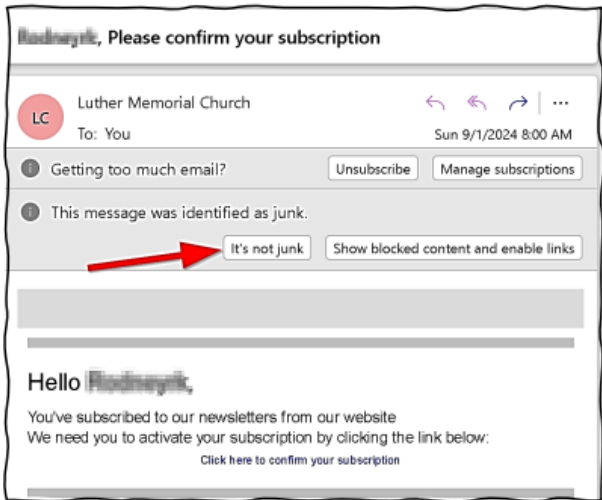 , Please confirm your subscription
LC
Luther Memorial Church
To: You
Sun 9/1/2024 8:00 AM
Getting too much email?
Unsubscribe
Manage subscriptions
This message was identified as junk.
It's not junk
Show blocked content and enable links
Hello
You've subscribed to our newsletters from our website
We need you to activate your subscription by clicking the link below:
Click here to confirm your subscription